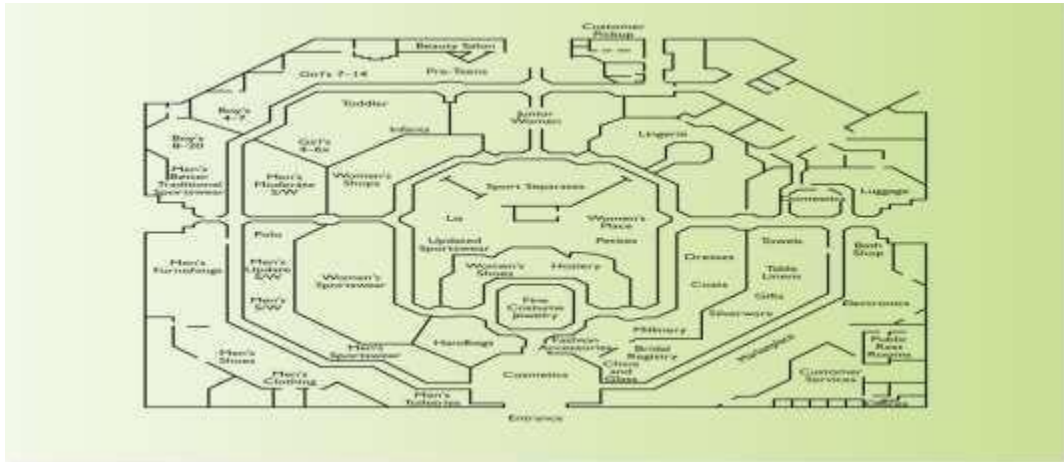 Customer
Pickup
Beauty Salon
Girl's 7-14
Pre-Teens
Toddler
Boy's
4-7
Junior
Women
Infants
Lingerie
Boy's
8-20
Girl's
4-6x
Men's
Better
Traditional
Sportswear
Men's
Moderate
S/W
Women's
Shops
Sport Separates
Luggage
Women's
Place
Petites
Updated
Sportswear
Polo
Towels
Bath
Shop
Men's
Furnishings
Men's
Update
S/W
Women's
Sportswear
Women's
Shoes
Hosiery
Dresses
Table
Linens
Coats
Gifts
Men's
S/W
Fine
Costume
Jewelry
Silverware
Electronics
Millinery
Handbags
Fashion
Accessories
Bridal
Registry
Marketplace
Public
Rest
Rooms
Men's
Shoes
Men's
Sportswear
Men's
Clothing
Cosmetics
China
and
Glass
Customer
Services
Men's
Toiletries
Entrance